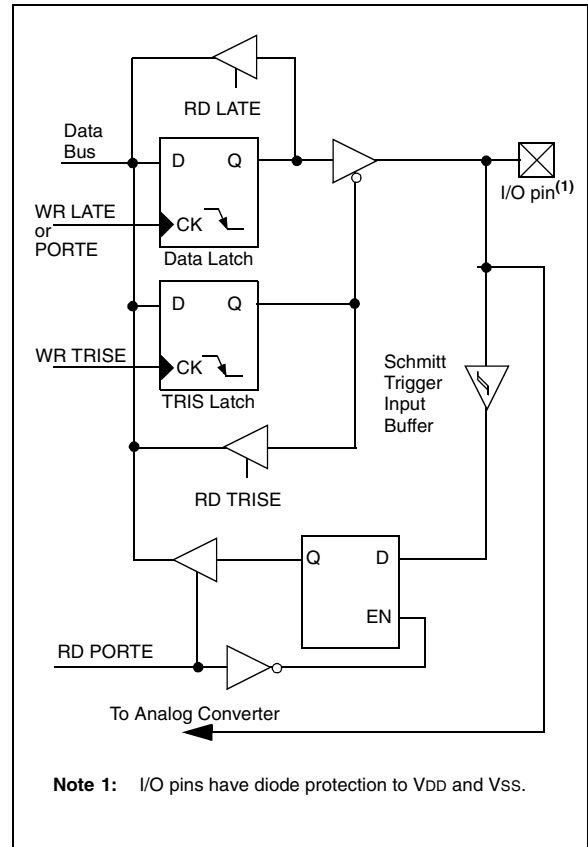 RD LATE
Data
Bus
D Q
I/O pin(1)
WR LATE
or
PORTE
CK
Data Latch
D Q
WR TRISE
CK
TRIS Latch
Schmitt
Trigger
Input
Buffer
RD TRISE
Q D
EN
RD PORTE
To Analog Converter
Note 1: I/O pins have diode protection to VDD and VSS.